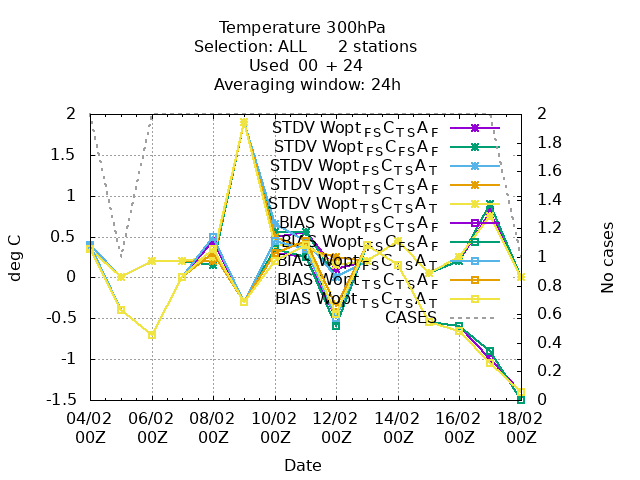 Temperature 300hPa
Selection: ALL 2 stations
Used 00 + 24
Averaging window: 24h
deg C
No cases
2
1.5
1
0.5
0
-0.5
-1
-1.5
2
1.8
1.6
1.4
1.2
1
0.8
0.6
0.4
0.2
0
STDV Wopt FS C TS A F
STDV Wopt FS C FS A F
STDV Wopt FS C TS A T
STDV Wopt TS C TS A F
STDV Wopt TS C TS A T
BIAS Wopt FS C TS A F
BIAS Wopt FS C FS A F
BIAS Wopt FS C TS A T
BIAS Wopt TS C TS A F
BIAS Wopt TS C TS A T
CASES
04/02 06/02 08/02 10/02 12/02 14/02 16/02 18/02
00Z 00Z 00Z 00Z 00Z 00Z 00Z 00Z
Date